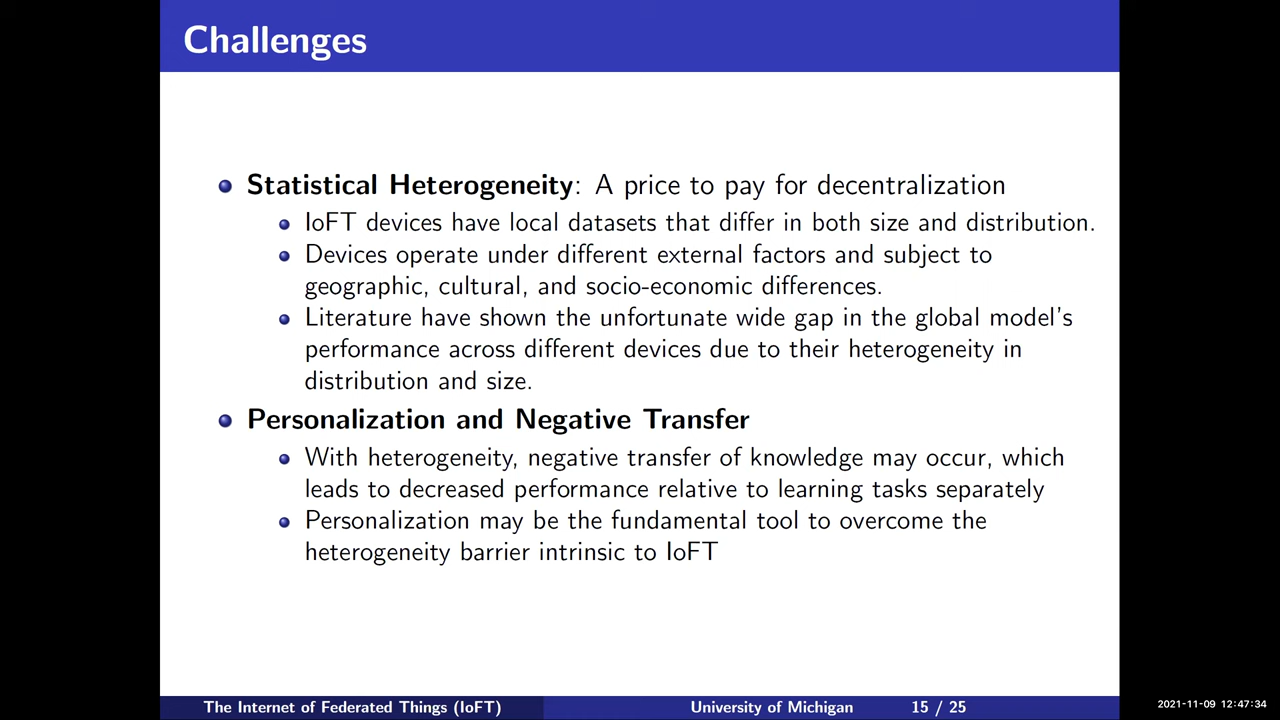 Challenges
Statistical Heterogeneity: A price to pay for decentralization
IoFT devices have local datasets that differ in both size and distribution.
Devices operate under different external factors and subject to
geographic, cultural, and socio-economic differences.
Literature have shown the unfortunate wide gap in the global model's
performance across different devices due to their heterogeneity in
distribution and size.
Personalization and Negative Transfer
With heterogeneity, negative transfer of knowledge may occur, which
leads to decreased performance relative to learning tasks separately
Personalization may be the fundamental tool to overcome the
heterogeneity barrier intrinsic to IoFT
The Internet of Federated Things (IoFT) University of Michigan 15 / 25
2021-11-09 12:47:34